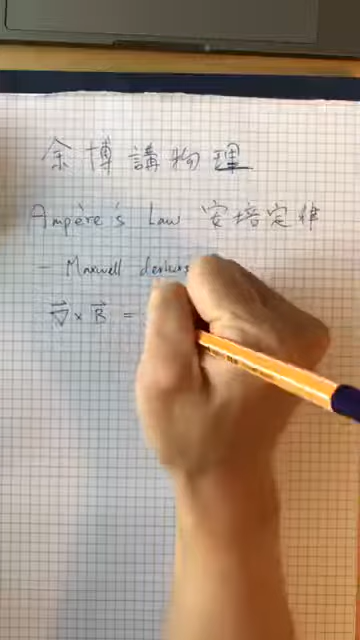 余博講物理
Ampère's Law 安培定律
- Maxwell
∇⃗ × B⃗ =